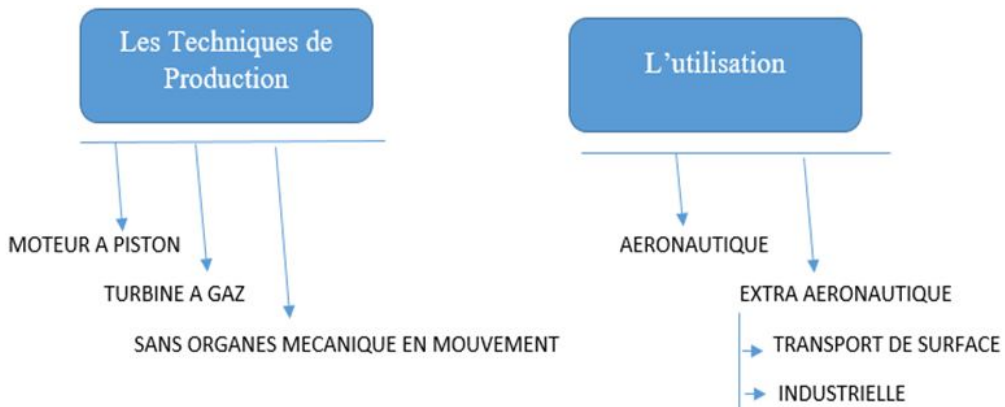 Les Techniques de
Production
MOTEUR A PISTON
TURBINE A GAZ
SANS ORGANES MECANIQUE EN MOUVEMENT
L’utilisation
AERONAUTIQUE
EXTRA AERONAUTIQUE
TRANSPORT DE SURFACE
INDUSTRIELLE